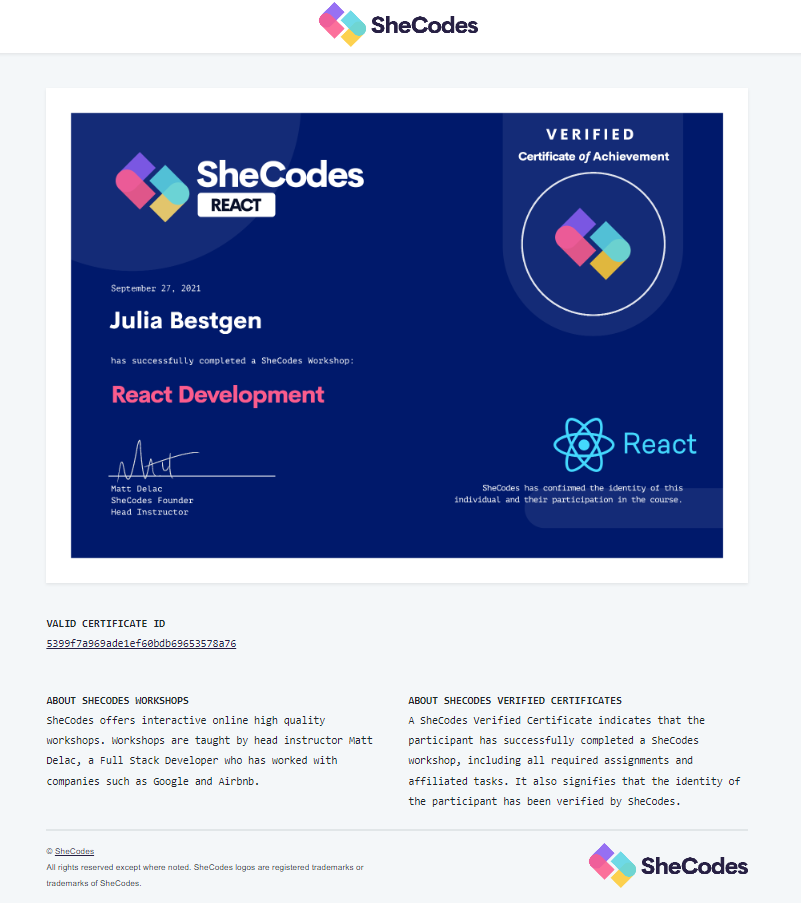 SheCodes
SheCodes
REACT
VERIFIED
Certificate of Achievement
September 27, 2021
Julia Bestgen
has successfully completed a SheCodes Workshop:
React Development
React
Matt Delac
SheCodes Founder
Head Instructor
SheCodes has confirmed the identity of this
individual and their participation in the course.
VALID CERTIFICATE ID
5399f7a969ade1ef60bdb69653578a76
ABOUT SHECODES WORKSHOPS
SheCodes offers interactive online high quality
workshops. Workshops are taught by head instructor Matt
Delac, a Full Stack Developer who has worked with
companies such as Google and Airbnb.
ABOUT SHECODES VERIFIED CERTIFICATES
A SheCodes Verified Certificate indicates that the
participant has successfully completed a SheCodes
workshop, including all required assignments and
affiliated tasks. It also signifies that the identity of
the participant has been verified by SheCodes.
© SheCodes
All rights reserved except where noted. SheCodes logos are registered trademarks or
trademarks of SheCodes.
SheCodes